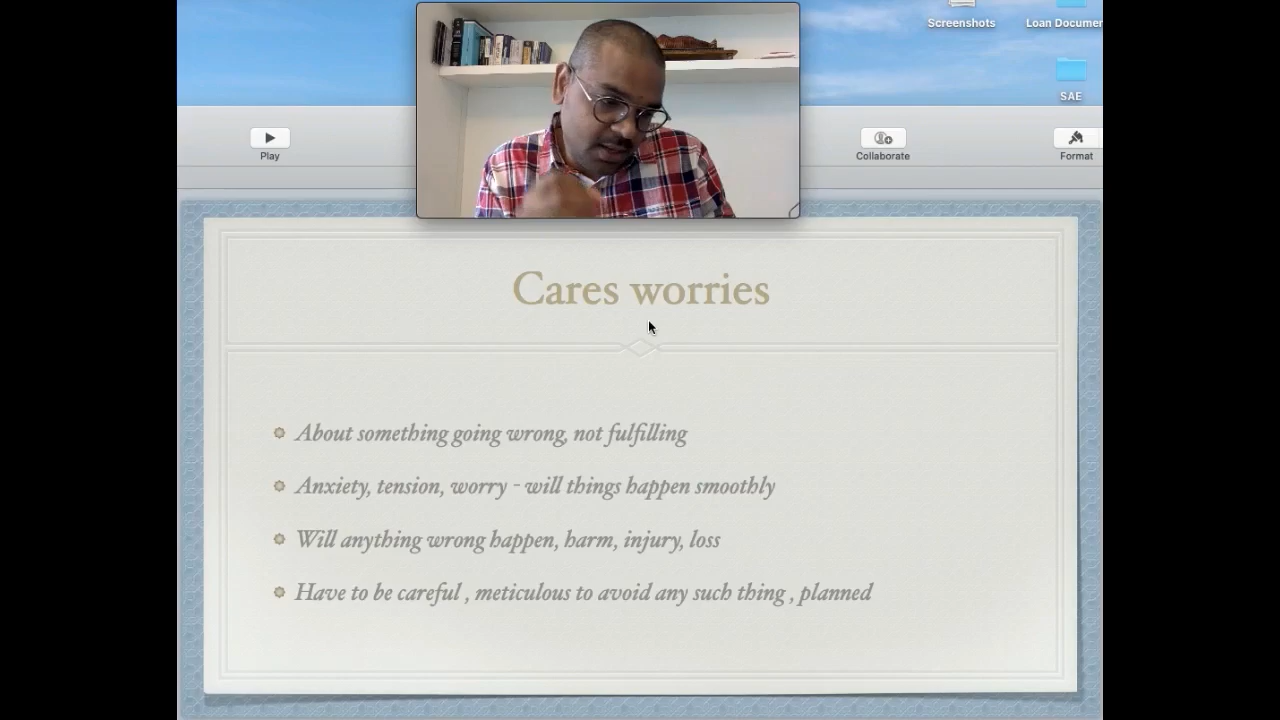 Screenshots
Loan Documen
SAE
Play
Collaborate
Format
Cares worries
About something going wrong, not fulfilling
Anxiety, tension, worry - will things happen smoothly
Will anything wrong happen, harm, injury, loss
Have to be careful , meticulous to avoid any such thing , planned